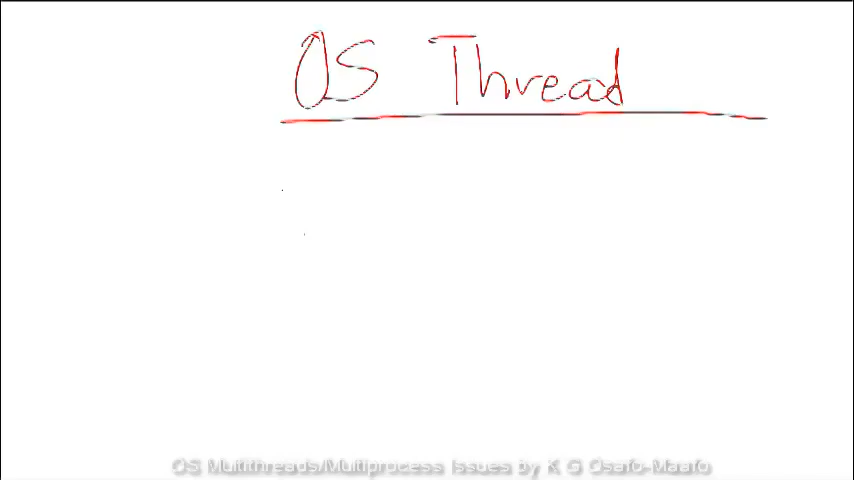 OS Thread
OS Multithreads/Multiprocess Issues by K G Osafo-Maafo